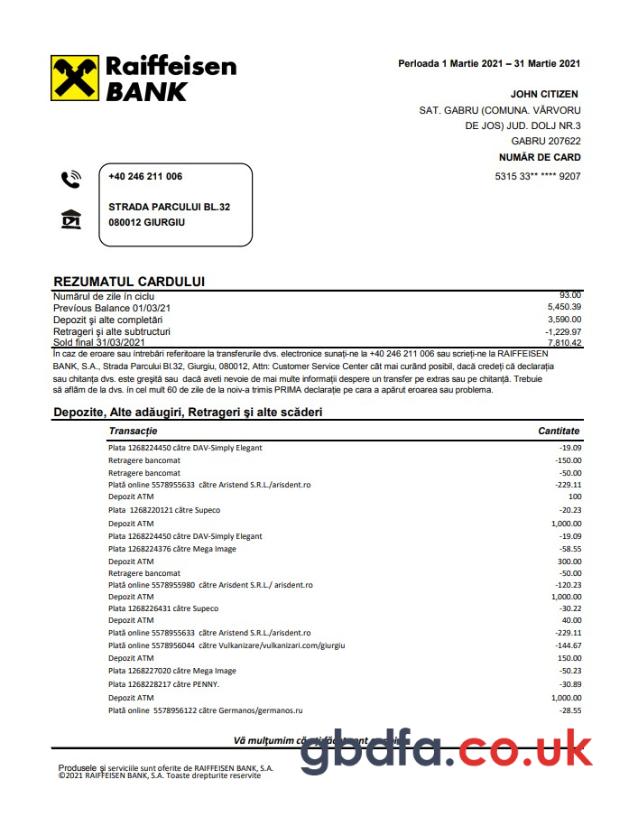 Raiffeisen
BANK
Perloada 1 Martie 2021 – 31 Martie 2021
JOHN CITIZEN
SAT. GABRU (COMUNA. VÂRVORU
DE JOS) JUD. DOLJ NR.3
GABRU 207622
NUMĂR DE CARD
5315 33** **** 9207
+40 246 211 006
STRADA PARCULUI BL.32
080012 GIURGIU
REZUMATUL CARDULUI
Numărul de zile în ciclu 93.00
Prevíous Balance 01/03/21 5,450.39
Depozit şi alte completări 3,590.00
Retrageri şi alte subtructuri -1,229.97
Sold final 31/03/2021 7,810.42
În caz de eroare sau întrebări referitoare la transferurile dvs. electronice sunați-ne la +40 246 211 006 sau scrieți-ne la RAIFFEISEN
BANK, S.A., Strada Parcului Bl.32, Giurgiu, 080012, Attn: Customer Service Center cât mai curând posibil, dacă credeți că declarația
sau chitanța dvs. este greşită sau dacă aveti nevoie de mai multe informații despere un transfer pe extras sau pe chitanță. Trebuie
să aflăm de la dvs. în cel mult 60 de zile de la noiv-a trimis PRIMA declarație pe care a apărut eroarea sau problema.
Depozite, Alte adăugiri, Retrageri şi alte scăderi
Transacție Cantitate
Plata 1268224450 către DAV-Simply Elegant -19.09
Retragere bancomat -150.00
Retragere bancomat -50.00
Plată online 5578955633 către Aristend S.R.L./arisdent.ro -229.11
Depozit ATM 100
Plata 1268220121 către Supeco -20.23
Depozit ATM 1,000.00
Plata 1268224450 către DAV-Simply Elegant -19.09
Plata 1268224376 către Mega Image -58.55
Depozit ATM 300.00
Retragere bancomat -50.00
Plată online 5578955980 către Arisdent S.R.L./ arisdent.ro -120.23
Depozit ATM 1,000.00
Plata 1268226431 către Supeco -30.22
Depozit ATM 40.00
Plată online 5578955633 către Aristend S.R.L./arisdent.ro -229.11
Plată online 5578956044 către Vulkanizare/vulkanizari.com/giurgiu -144.67
Depozit ATM 150.00
Plata 1268227020 către Mega Image -50.23
Plata 1268228217 către PENNY. -30.89
Depozit ATM 1,000.00
Plată online 5578956122 către Germanos/germanos.ru -28.55
Vă mulțumim
gbdfa.co.uk
Produsele şi serviciile sunt oferite de RAIFFEISEN BANK, S.A.
©2021 RAIFFEISEN BANK, S.A. Toaste drepturite reservite